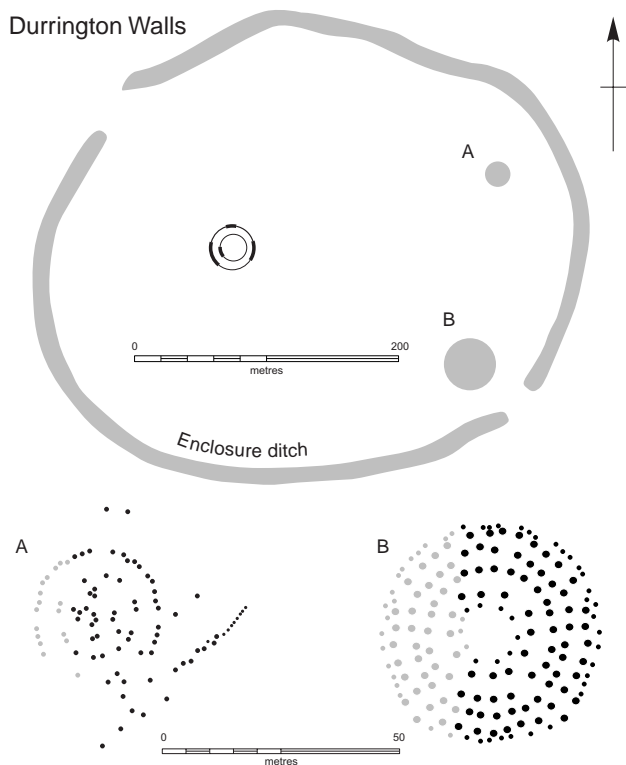 Durrington Walls
A
B
0 200
metres
Enclosure ditch
A B
0 50
metres